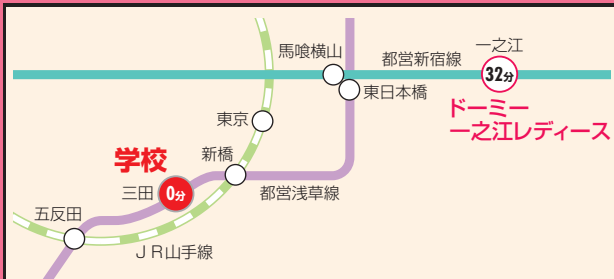 一之江
馬喰横山
都営新宿線
32分
東日本橋
ドーミー
一之江レディース
東京
学校
新橋
三田
0分
都営浅草線
五反田
ＪＲ山手線